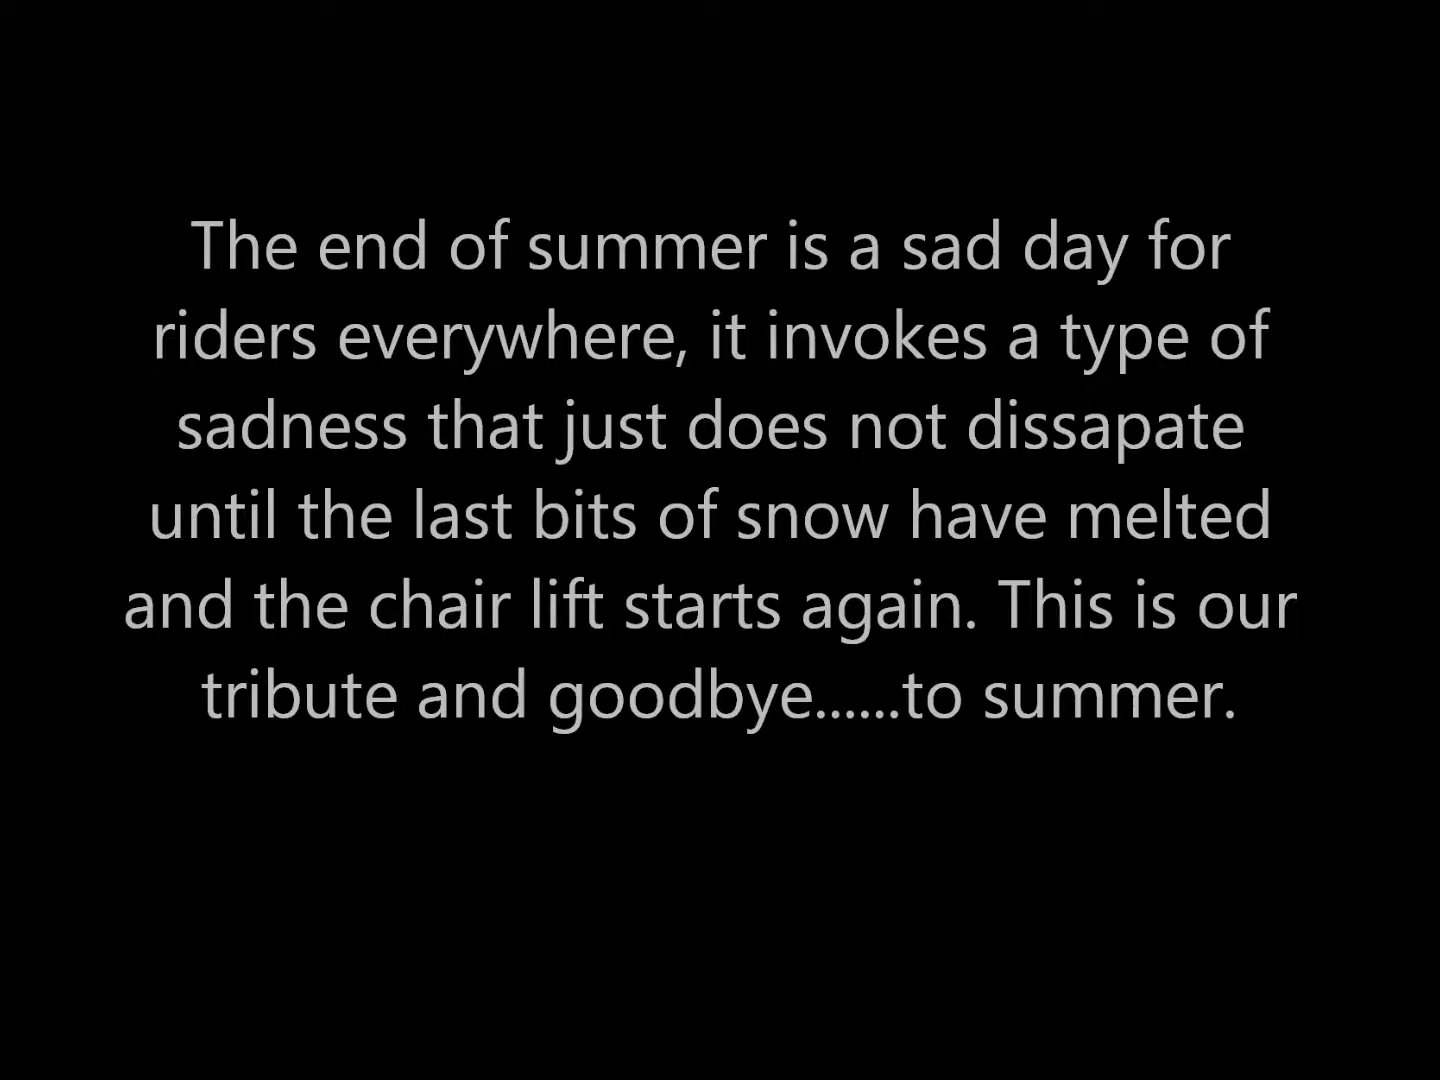 The end of summer is a sad day for
riders everywhere, it invokes a type of
sadness that just does not dissapate
until the last bits of snow have melted
and the chair lift starts again. This is our
tribute and goodbye......to summer.